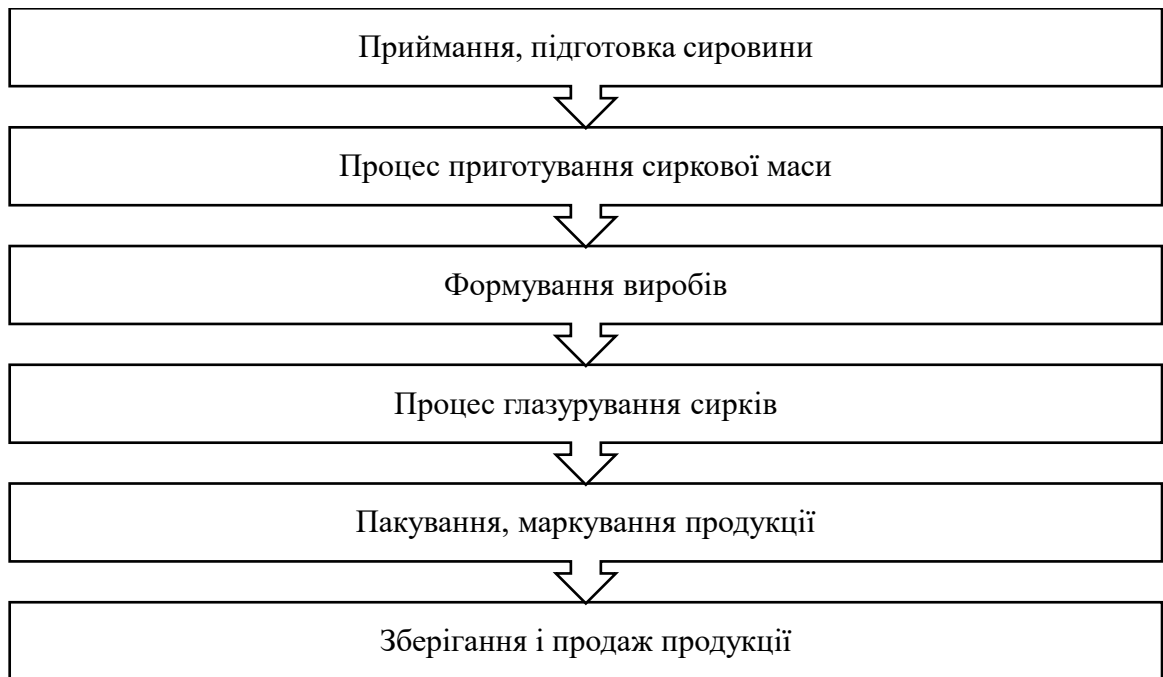 Приймання, підготовка сировини
Процес приготування сиркової маси
Формування виробів
Процес глазурування сирків
Пакування, маркування продукції
Зберігання і продаж продукції